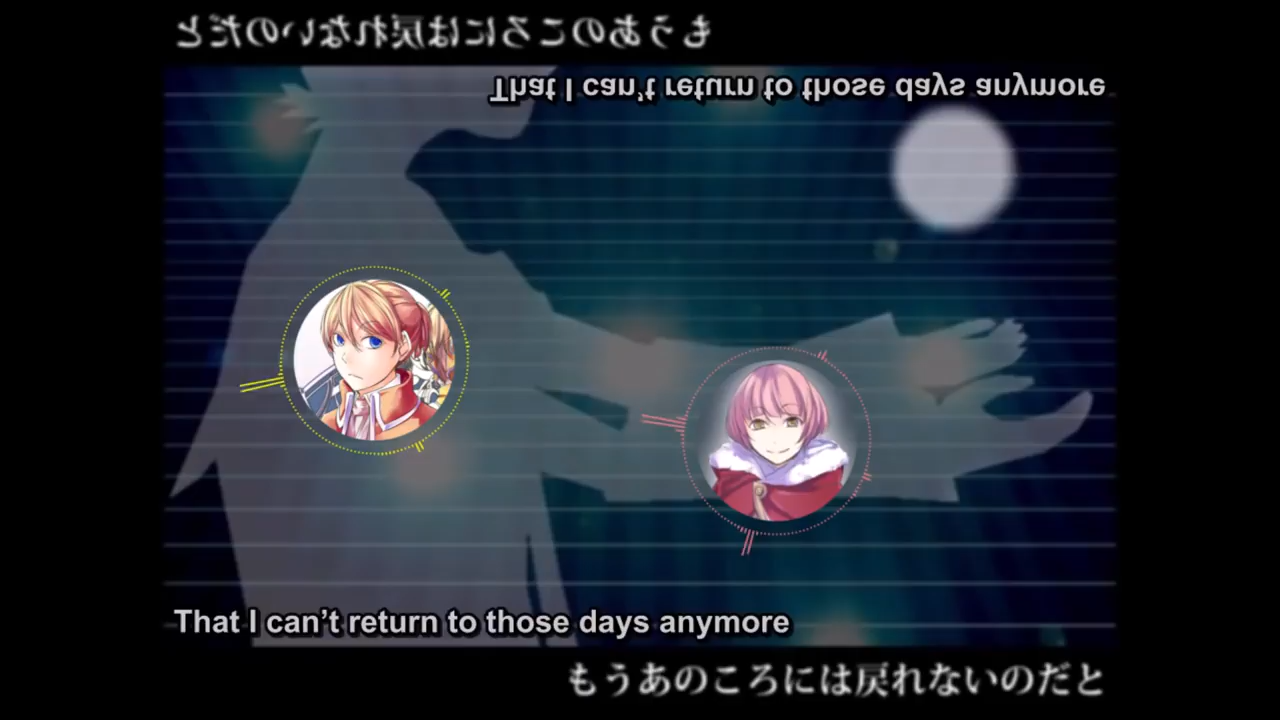 もうあのころには戻れないのだと
That I can't return to those days anymore
That I can’t return to those days anymore
もうあのころには戻れないのだと